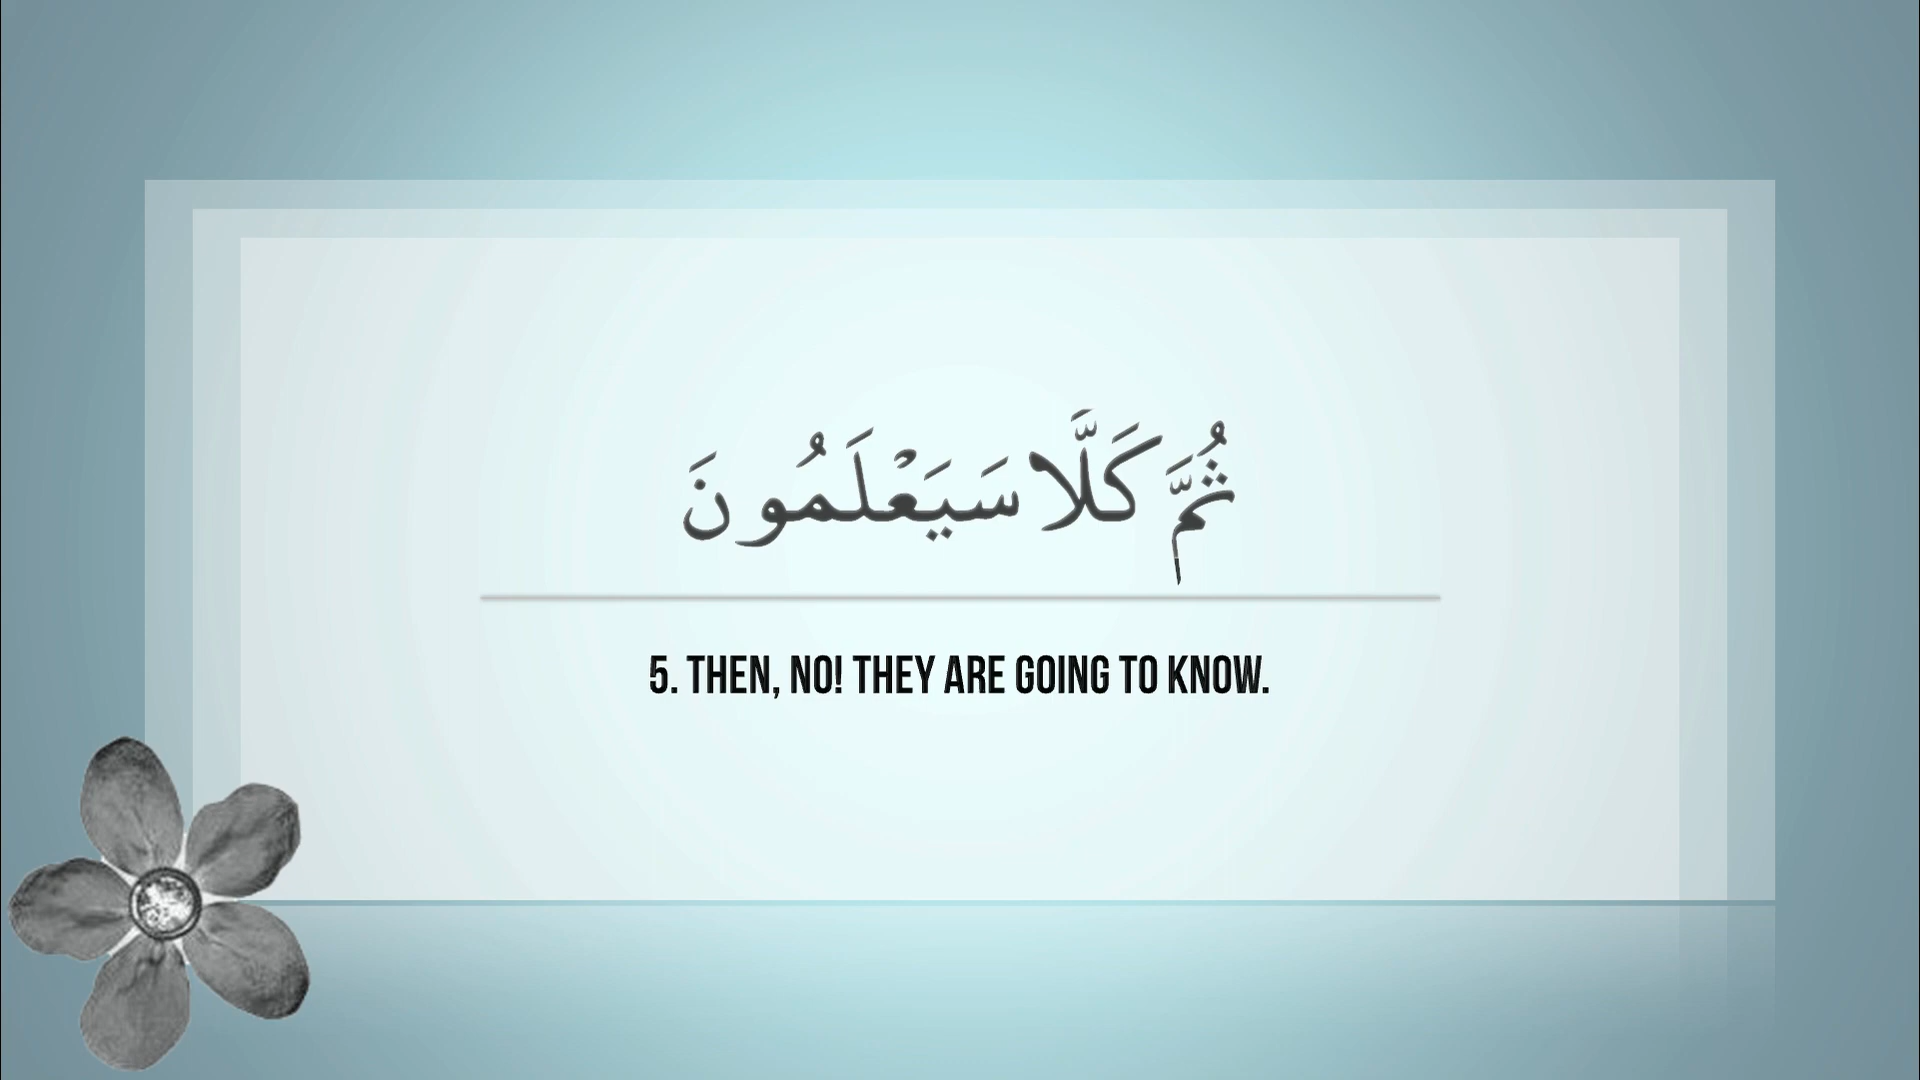 ثُمَّ كَلَّا سَيَعْلَمُونَ
5. THEN, NO! THEY ARE GOING TO KNOW.